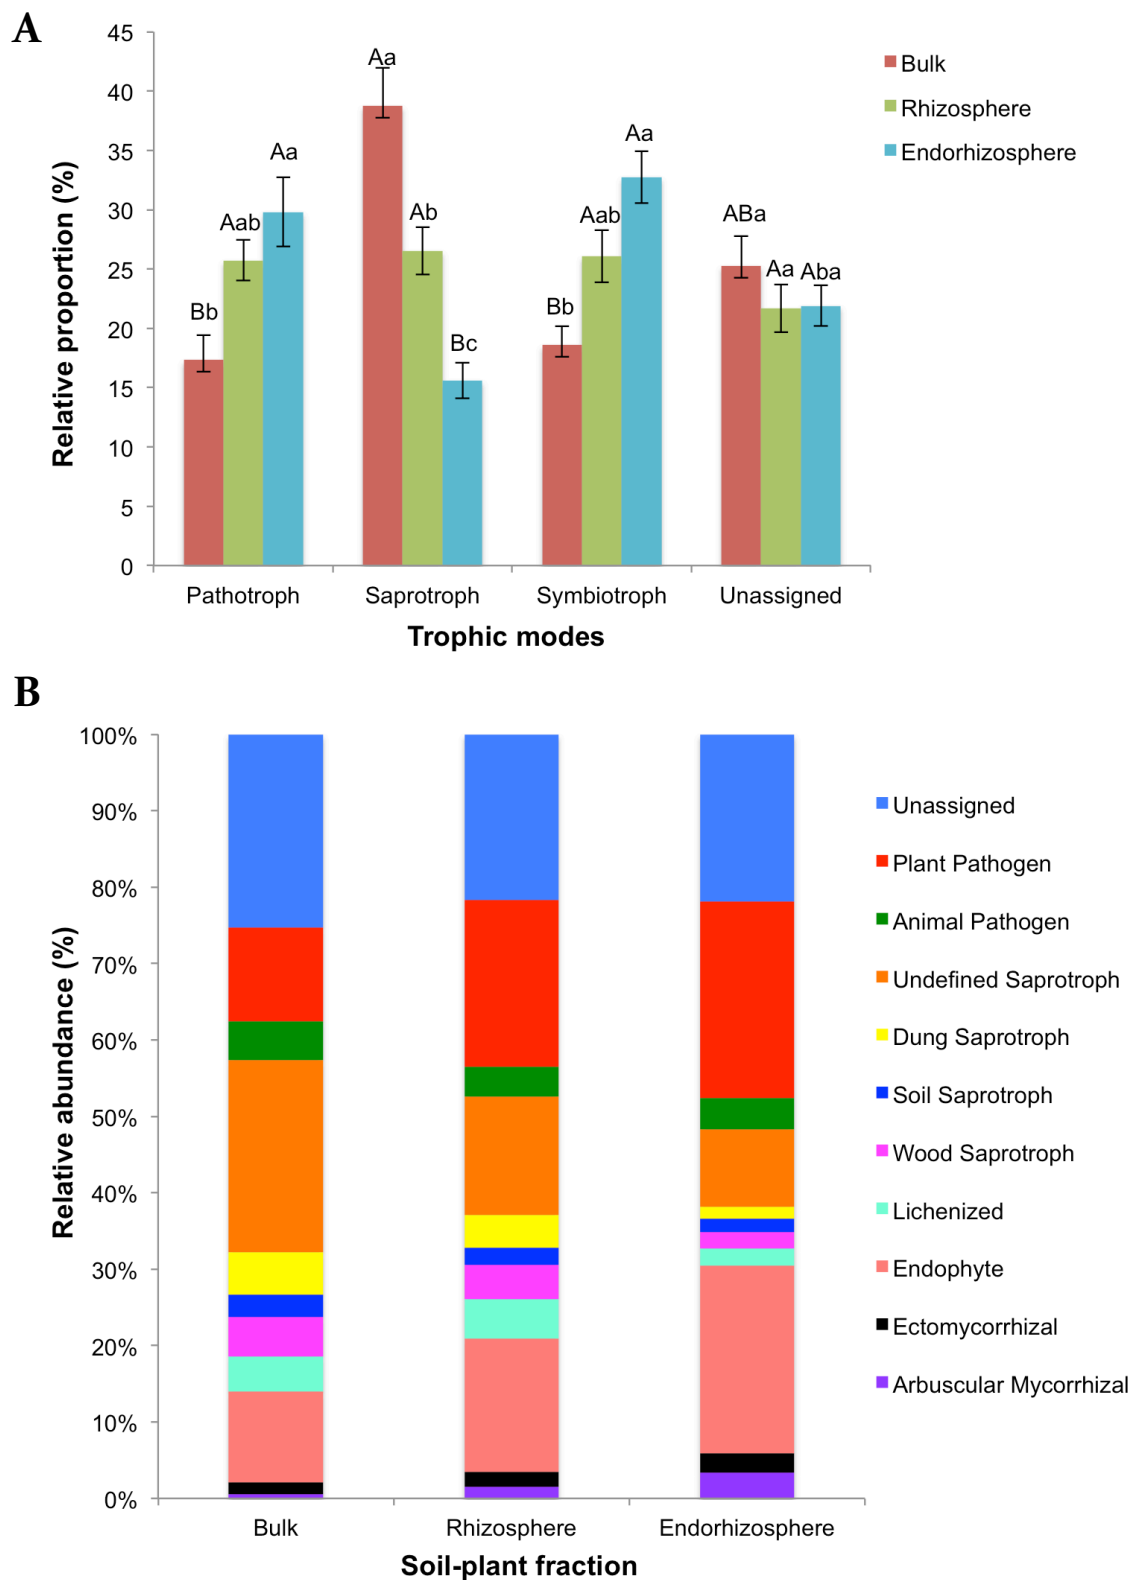 A
45
40
35
30
25
20
15
10
5
0
Relative proportion (%)
Bb
Aab
Aa
Aa
Ab
Bc
Bb
Aab
Aa
ABa
Aa
Aba
Bulk
Rhizosphere
Endorhizosphere
Pathotroph
Saprotroph
Symbiotroph
Unassigned
Trophic modes
B
100%
90%
80%
70%
60%
50%
40%
30%
20%
10%
0%
Relative abundance (%)
Unassigned
Plant Pathogen
Animal Pathogen
Undefined Saprotroph
Dung Saprotroph
Soil Saprotroph
Wood Saprotroph
Lichenized
Endophyte
Ectomycorrhizal
Arbuscular Mycorrhizal
Bulk
Rhizosphere
Endorhizosphere
Soil-plant fraction